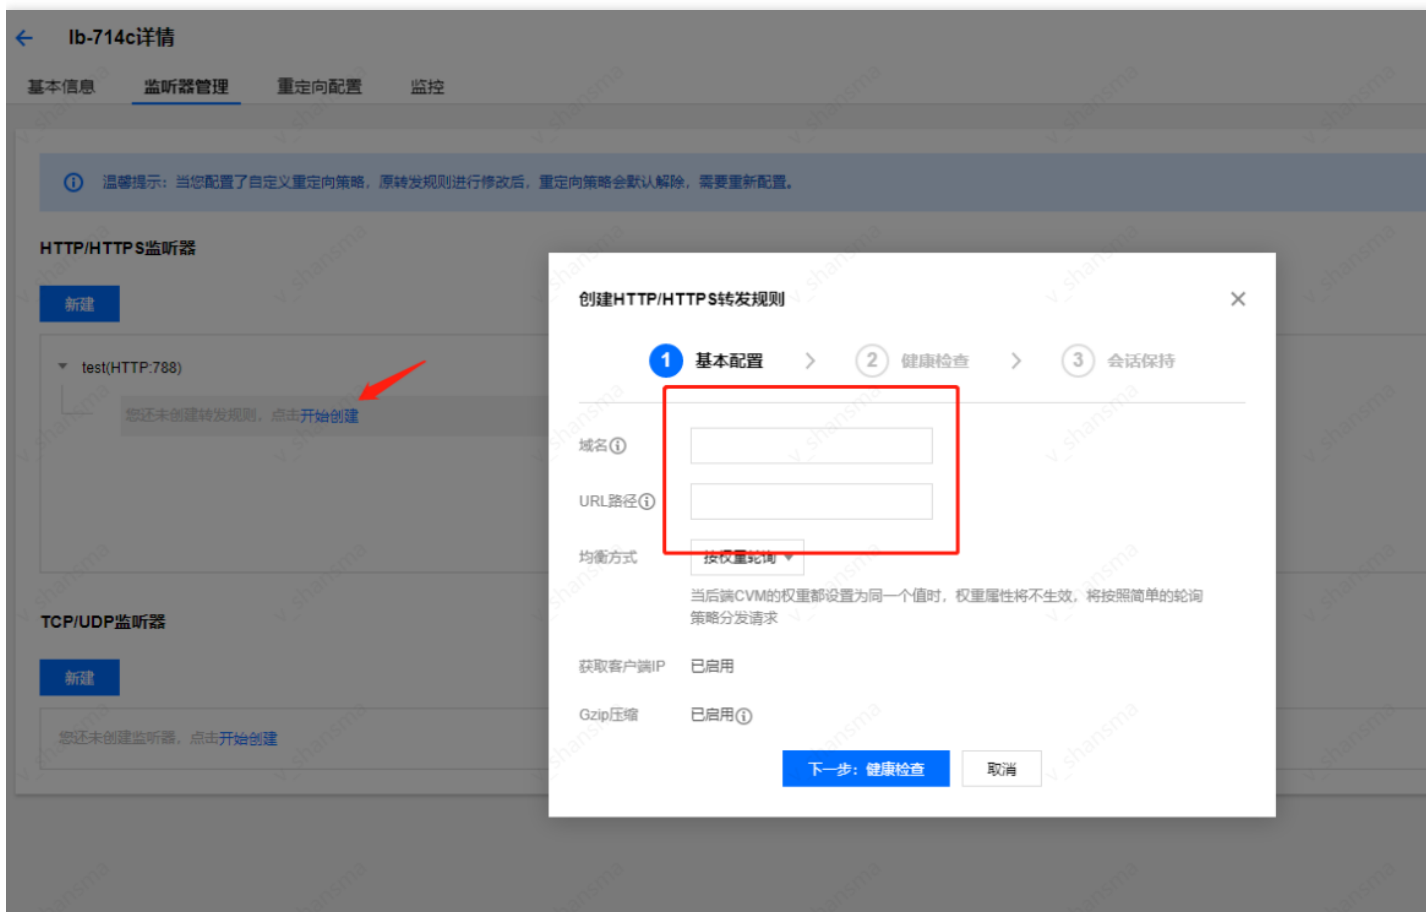 lb-714c详情
基本信息 监听器管理 重定向配置 监控
温馨提示：当您配置了自定义重定向策略，原转发规则进行修改后，重定向策略会默认解除，需要重新配置。
HTTP/HTTPS监听器
新建
test(HTTP:788)
您还未创建转发规则，点击开始创建
TCP/UDP监听器
新建
您还未创建监听器，点击开始创建
创建HTTP/HTTPS转发规则
1 基本配置 > 2 健康检查 > 3 会话保持
域名
URL路径
均衡方式 按权重轮询
当后端CVM的权重都设置为同一个值时，权重属性将不生效，将按照简单的轮询
策略分发请求
获取客户端IP 已启用
Gzip压缩 已启用
下一步：健康检查 取消
v_shansma